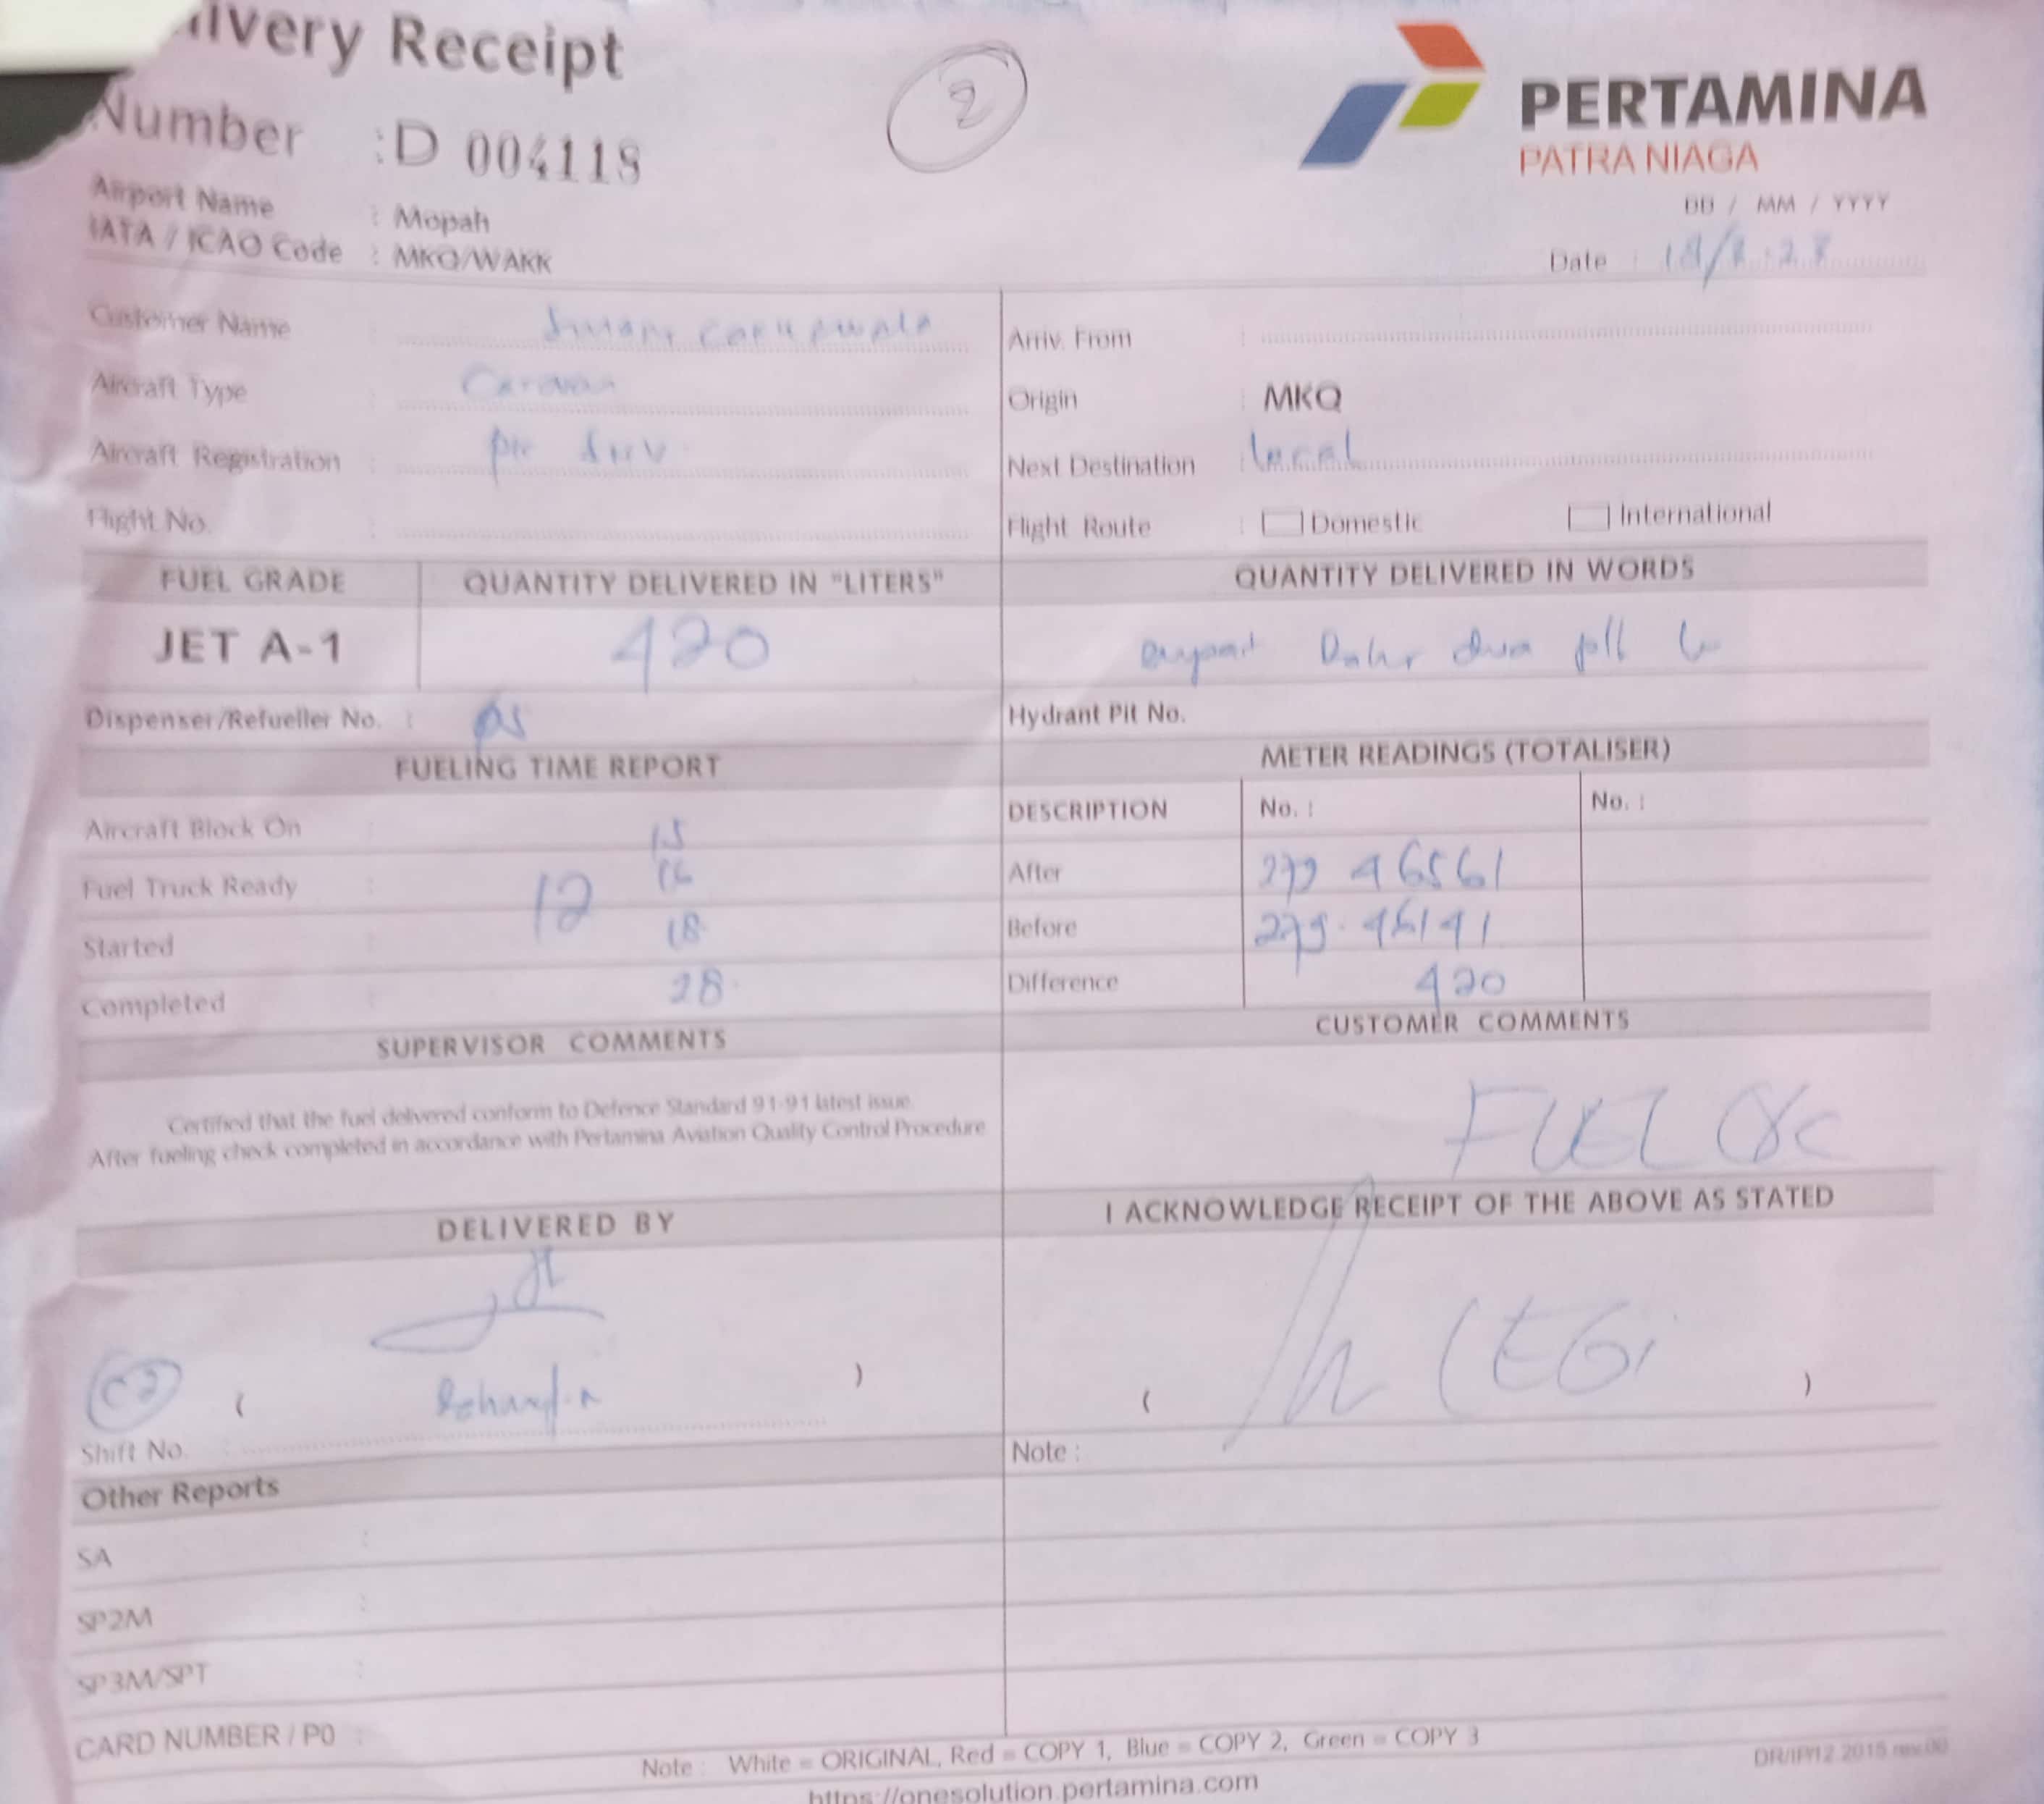 livery Receipt
Number : D 004118
2
PERTAMINA
PATRA NIAGA
Airport Name : Mopah
IATA / ICAO Code : MKQ/WAKK
DD / MM / YYYY
Date :
Customer Name :
Arriv. From :
Aircraft Type : Caravan
Origin : MKQ
Aircraft Registration :
Next Destination : local
Flight No. :
Flight Route : Domestic International
FUEL GRADE QUANTITY DELIVERED IN "LITERS" QUANTITY DELIVERED IN WORDS
JET A-1 420
Dispenser/Refueller No. :
Hydrant Pit No.
FUELING TIME REPORT
METER READINGS (TOTALISER)
DESCRIPTION No. : No. :
Aircraft Block On : 15
Fuel Truck Ready : 12 16
Started : 18
Completed : 28
After 46561
Before
Difference 420
SUPERVISOR COMMENTS
CUSTOMER COMMENTS
Certified that the fuel delivered conform to Defence Standard 91-91 latest issue.
After fueling check completed in accordance with Pertamina Aviation Quality Control Procedure
FUEL
DELIVERED BY
I ACKNOWLEDGE RECEIPT OF THE ABOVE AS STATED
( )
( )
Shift No. :
Note :
Other Reports
SA :
SP2M :
SP3M/SPT :
CARD NUMBER / P0 :
Note : White = ORIGINAL, Red = COPY 1, Blue = COPY 2, Green = COPY 3
https://onesolution.pertamina.com